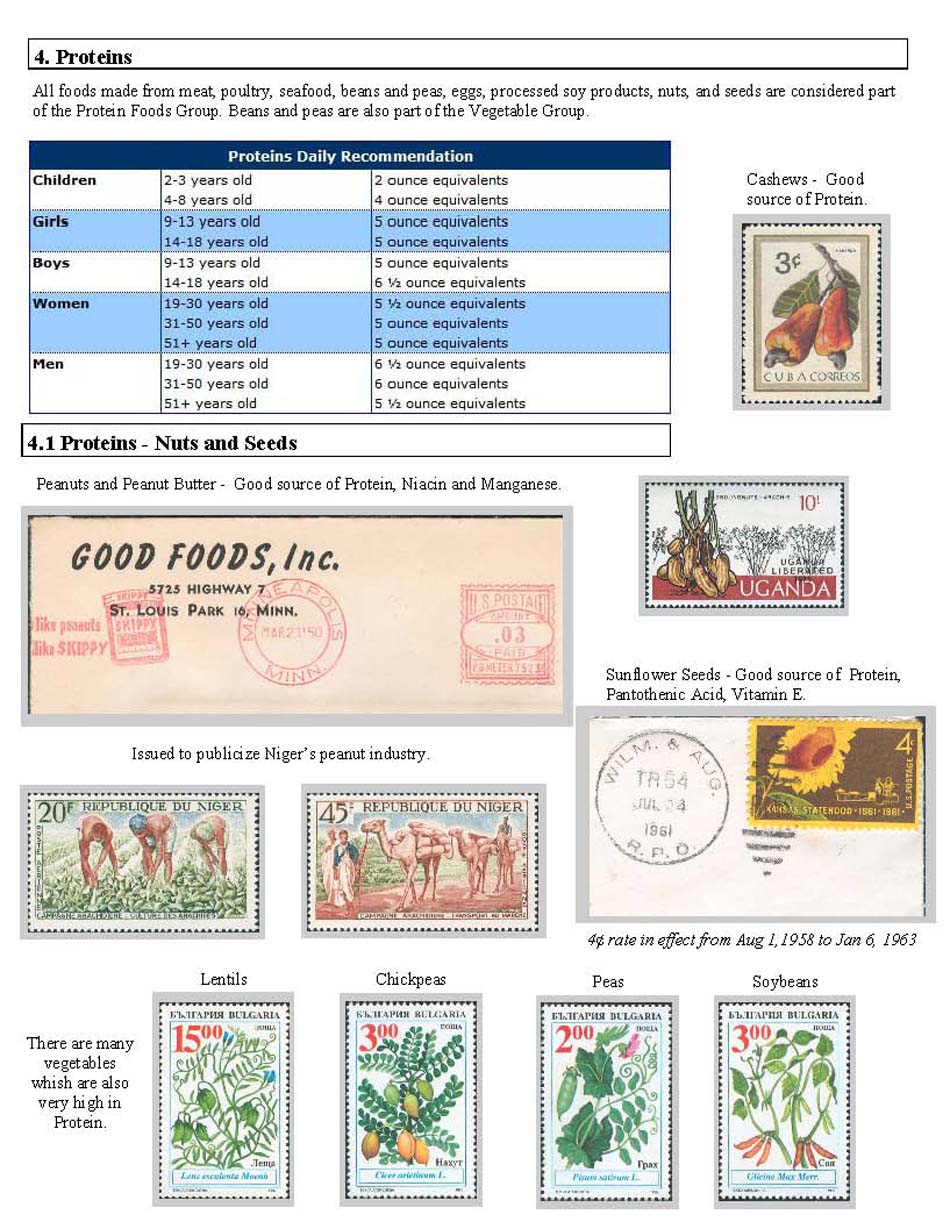 4. Proteins
All foods made from meat, poultry, seafood, beans and peas, eggs, processed soy products, nuts, and seeds are considered part
of the Protein Foods Group. Beans and peas are also part of the Vegetable Group.
Proteins Daily Recommendation
Children 2-3 years old 2 ounce equivalents
4-8 years old 4 ounce equivalents
Girls 9-13 years old 5 ounce equivalents
14-18 years old 5 ounce equivalents
Boys 9-13 years old 5 ounce equivalents
14-18 years old 6 ½ ounce equivalents
Women 19-30 years old 5 ½ ounce equivalents
31-50 years old 5 ounce equivalents
51+ years old 5 ounce equivalents
Men 19-30 years old 6 ½ ounce equivalents
31-50 years old 6 ounce equivalents
51+ years old 5 ½ ounce equivalents
Cashews - Good
source of Protein.
3¢
CUBA CORREOS
4.1 Proteins - Nuts and Seeds
Peanuts and Peanut Butter - Good source of Protein, Niacin and Manganese.
GOOD FOODS, Inc.
5725 HIGHWAY 7
ST. LOUIS PARK 16, MINN.
SKIPPY
SKIPPY
like peanuts
like SKIPPY
MINNEAPOLIS
MAR 23 '50
MINN.
U.S. POSTAGE
.03
PAID
10!
UGANDA
LIBERATED
UGANDA
Sunflower Seeds - Good source of Protein,
Pantothenic Acid, Vitamin E.
WILM. & AUG.
TR54
JUL 24
1961
R.P.O.
4¢
U.S. POSTAGE
KANSAS STATEHOOD · 1861 - 1961 ·
Issued to publicize Niger's peanut industry.
20F REPUBLIQUE DU NIGER
CAMPAGNE ARACHIDIERE : CULTURE DES ARACHIDES
45F REPUBLIQUE DU NIGER
CAMPAGNE ARACHIDIERE : TRANSPORT AU MARCHE
4¢ rate in effect from Aug 1, 1958 to Jan 6, 1963
There are many
vegetables
whish are also
very high in
Protein.
Lentils
БЪЛГАРИЯ BULGARIA
15.00 ПОЩА
Леща
Lens esculenta Moench
Chickpeas
БЪЛГАРИЯ BULGARIA
3.00 ПОЩА
Нахут
Cicer arietinum L.
Peas
БЪЛГАРИЯ BULGARIA
2.00 ПОЩА
Грах
Pisum sativum L.
Soybeans
БЪЛГАРИЯ BULGARIA
3.00 ПОЩА
Соя
Glicine Max Merr.